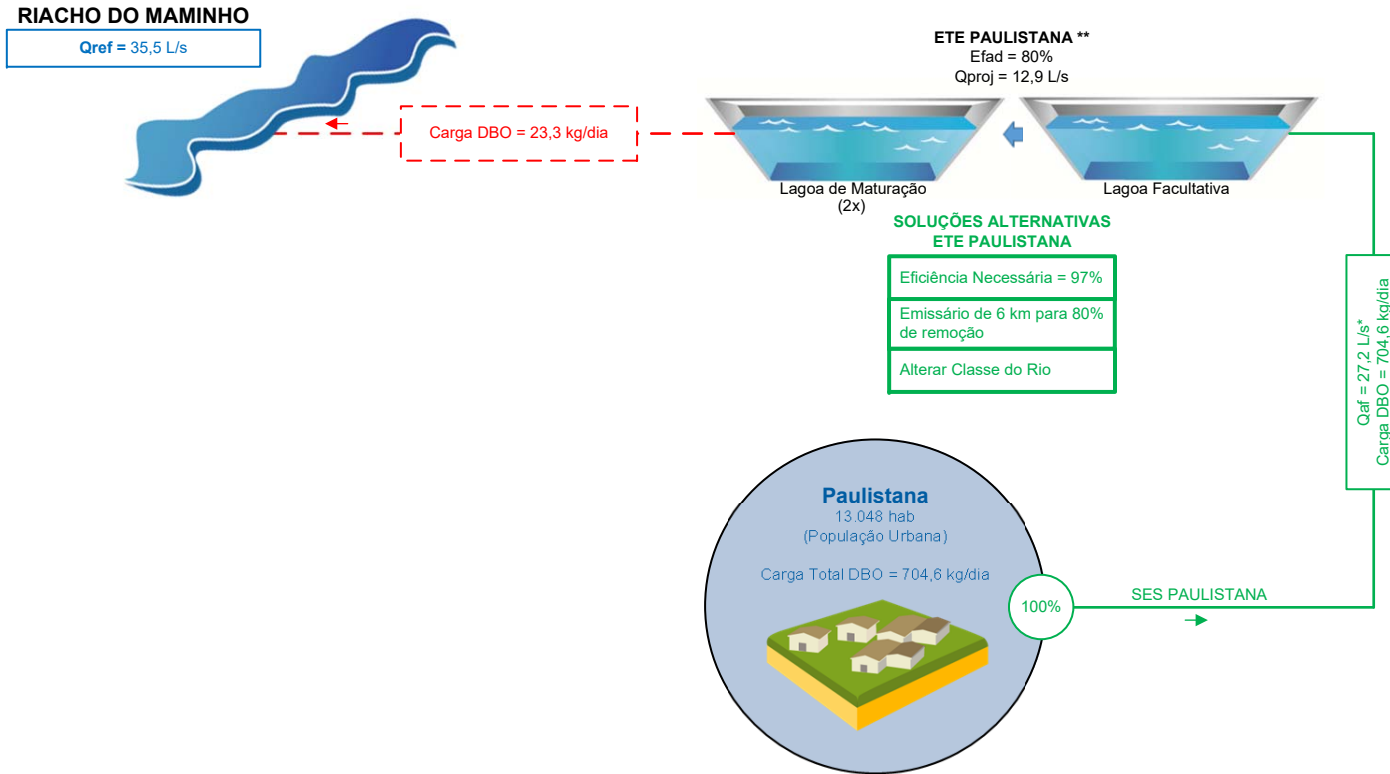 RIACHO DO MAMINHO
Qref = 35,5 L/s
Carga DBO = 23,3 kg/dia
ETE PAULISTANA **
Efad = 80%
Qproj = 12,9 L/s
Lagoa de Maturação
(2x)
Lagoa Facultativa
SOLUÇÕES ALTERNATIVAS
ETE PAULISTANA
Eficiência Necessária = 97%
Emissário de 6 km para 80%
de remoção
Alterar Classe do Rio
Qaf = 27,2 L/s*
Carga DBO = 704,6 kg/dia
Paulistana
13.048 hab
(População Urbana)
Carga Total DBO = 704,6 kg/dia
100%
SES PAULISTANA